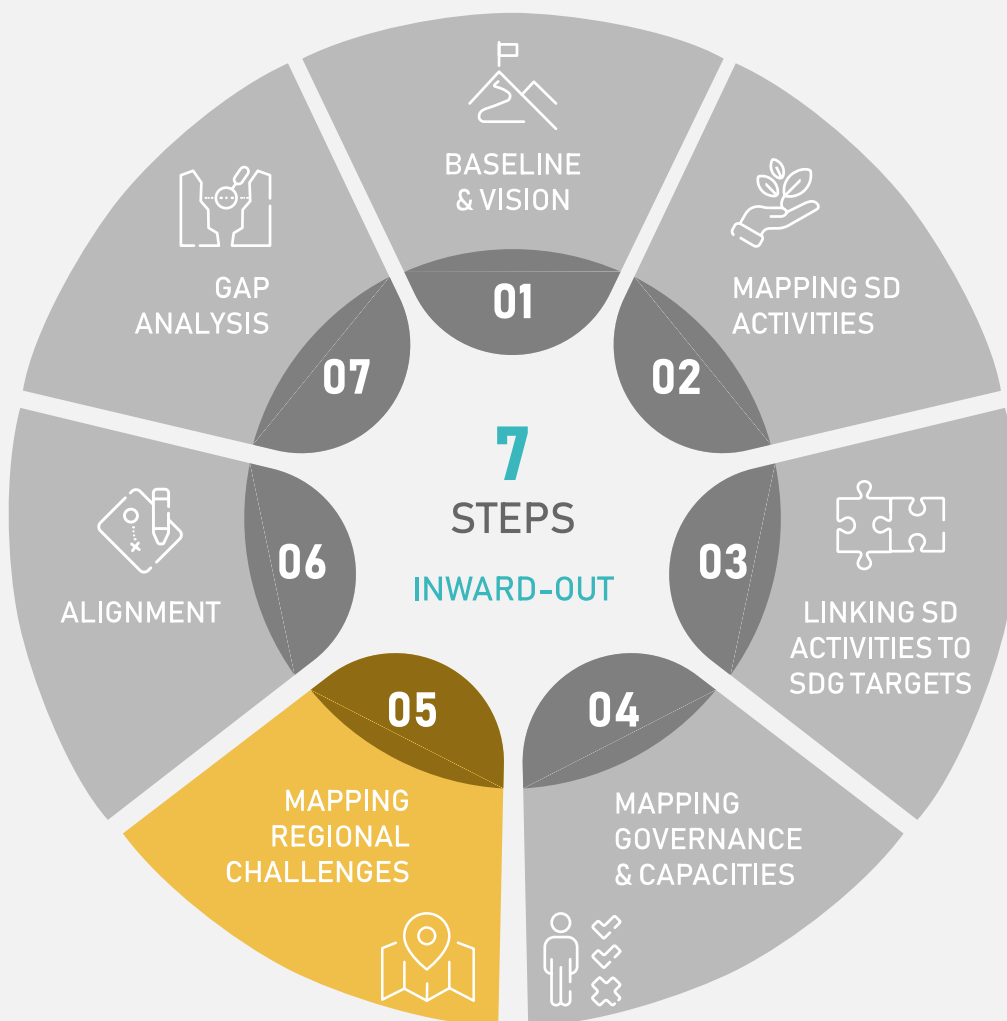 7
STEPS
INWARD-OUT
01
BASELINE
& VISION
02
MAPPING SD
ACTIVITIES
03
LINKING SD
ACTIVITIES TO
SDG TARGETS
04
MAPPING
GOVERNANCE
& CAPACITIES
05
MAPPING
REGIONAL
CHALLENGES
06
ALIGNMENT
07
GAP
ANALYSIS